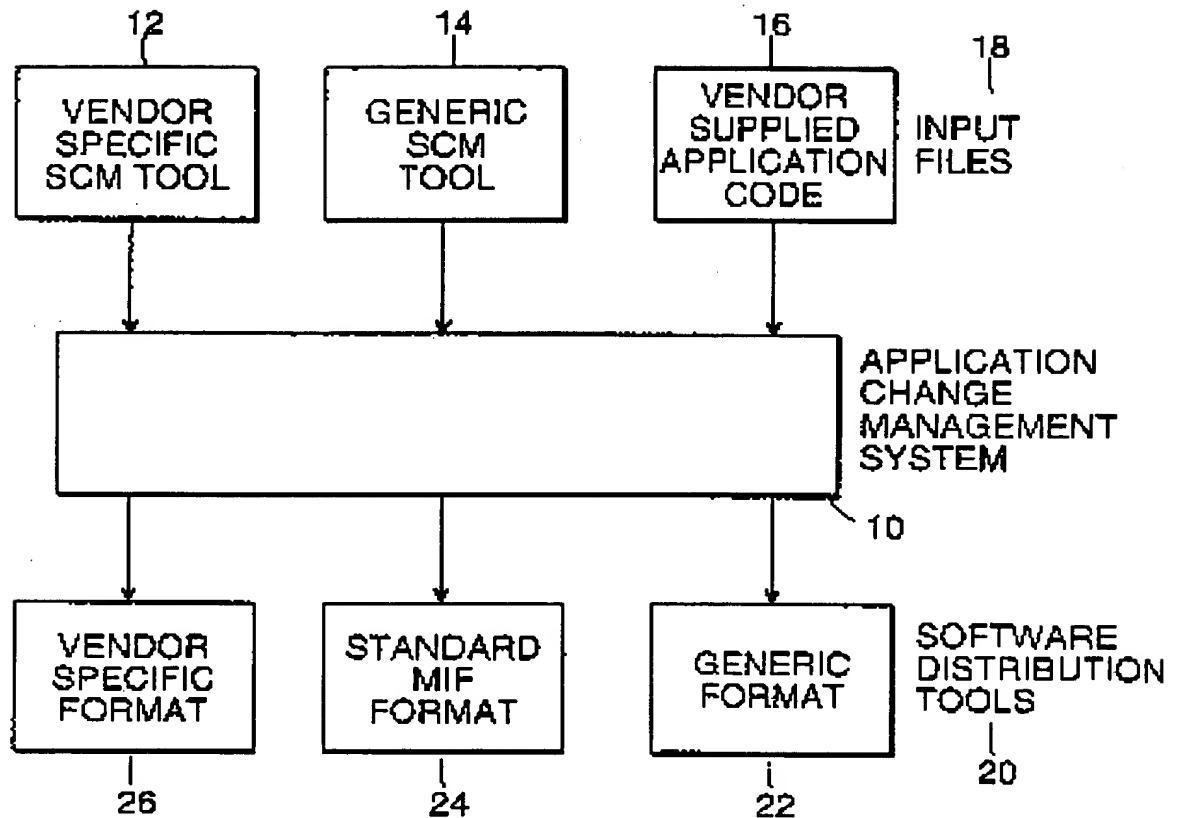 12
14
16
18
VENDOR
SPECIFIC
SCM TOOL
GENERIC
SCM
TOOL
VENDOR
SUPPLIED
APPLICATION
CODE
INPUT
FILES
APPLICATION
CHANGE
MANAGEMENT
SYSTEM
10
VENDOR
SPECIFIC
FORMAT
STANDARD
MIF
FORMAT
GENERIC
FORMAT
SOFTWARE
DISTRIBUTION
TOOLS
26
24
22
20